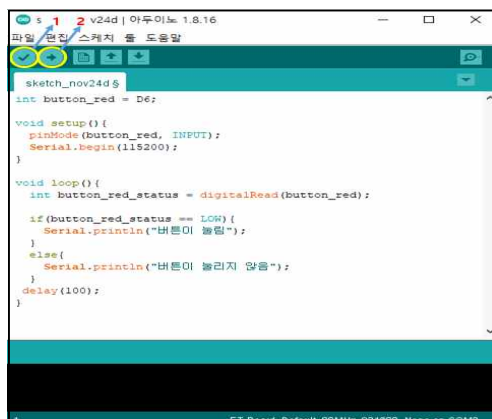 s 1 2 v24d | 아두이노 1.8.16
파일 편집 스케치 툴 도움말
sketch_nov24d §
int button_red = D6;
void setup(){
pinMode(button_red, INPUT);
Serial.begin(115200);
}
void loop(){
int button_red_status = digitalRead(button_red);
if(button_red_status == LOW){
Serial.println("버튼이 눌림");
}
else{
Serial.println("버튼이 눌리지 않음");
}
delay(100);
}